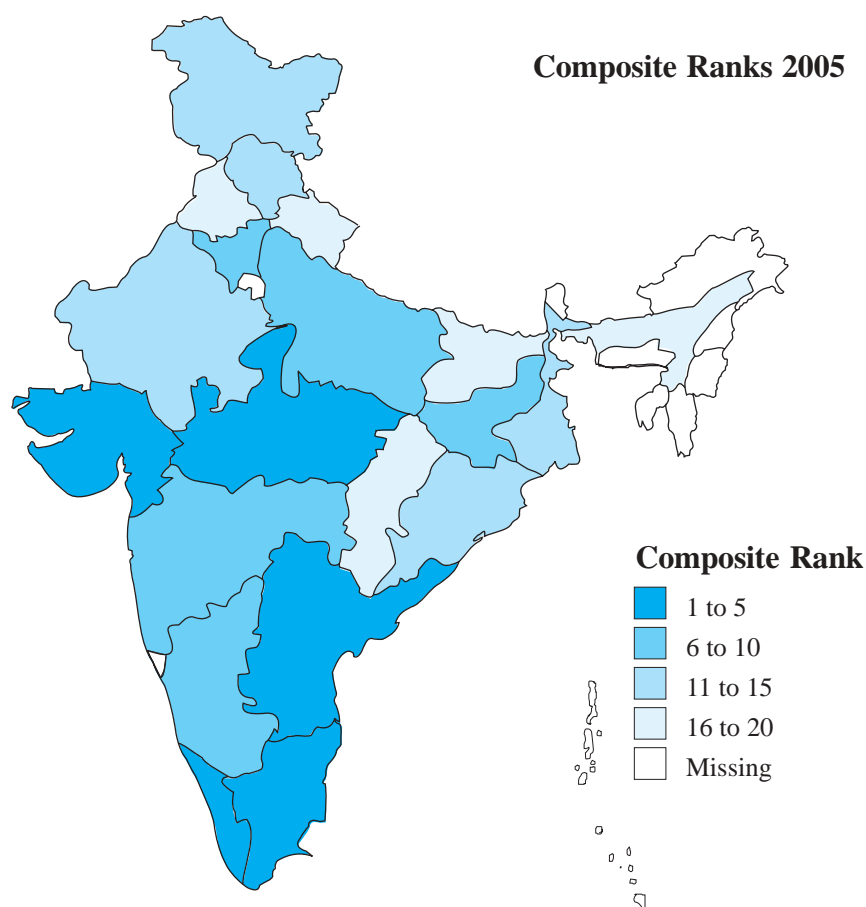 Composite Ranks 2005
Composite Rank
1 to 5
6 to 10
11 to 15
16 to 20
Missing